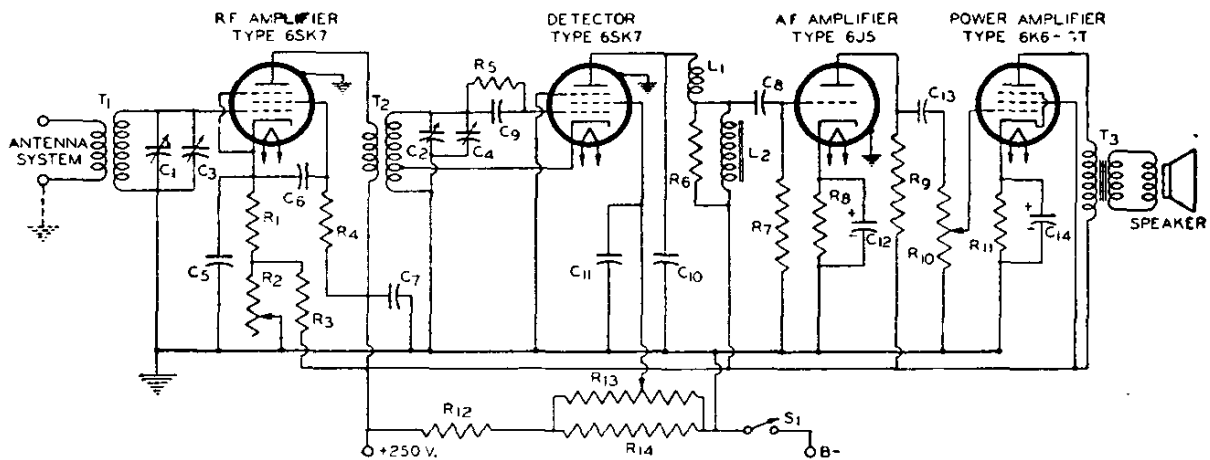 RF AMPLIFIER
TYPE 6SK7
DETECTOR
TYPE 6SK7
AF AMPLIFIER
TYPE 6J5
POWER AMPLIFIER
TYPE 6K6-GT
T1
ANTENNA
SYSTEM
C1
C3
C6
R1
R4
C5
R2
R3
C7
T2
R5
C9
C2
C4
C11
C10
L1
R6
L2
C8
R7
R8
+
-
C12
R9
C13
R10
R11
+
-
C14
T3
SPEAKER
R13
R12
R14
S1
+250 V.
B-